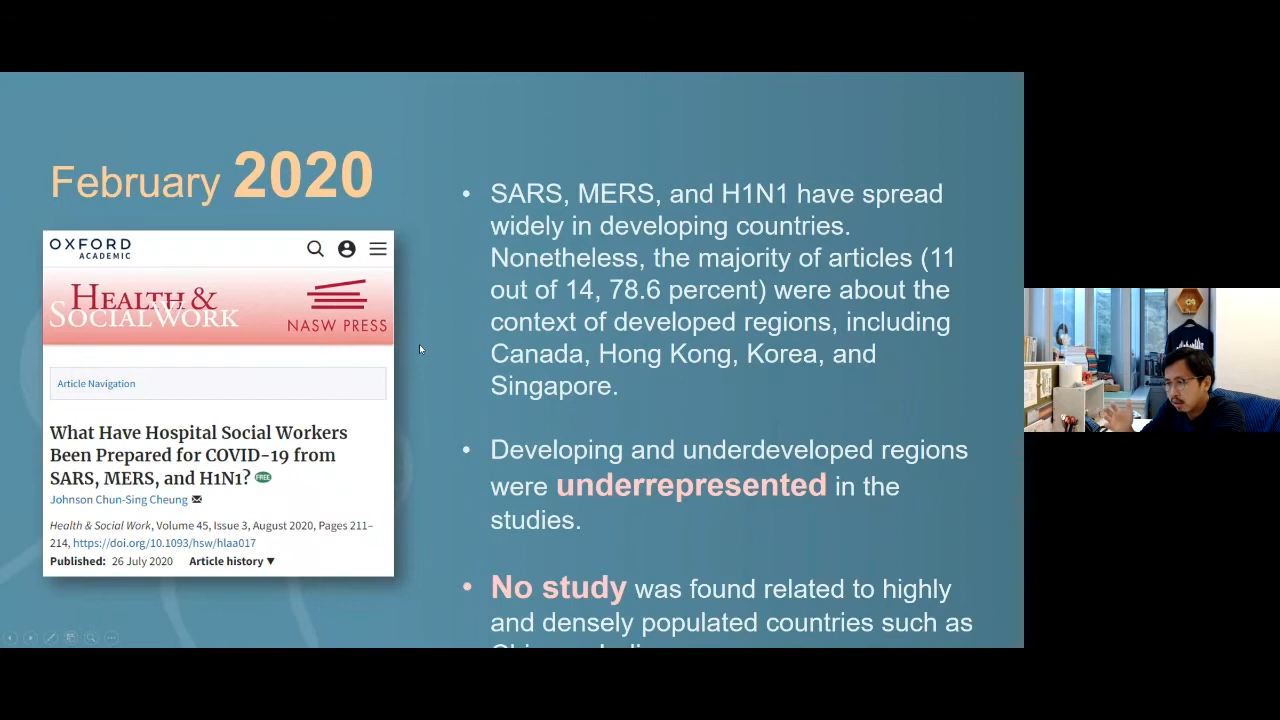 February 2020
OXFORD
ACADEMIC
HEALTH &
SOCIAL WORK
NASW PRESS
Article Navigation
What Have Hospital Social Workers
Been Prepared for COVID-19 from
SARS, MERS, and H1N1? FREE
Johnson Chun-Sing Cheung
Health & Social Work, Volume 45, Issue 3, August 2020, Pages 211–
214, https://doi.org/10.1093/hsw/hlaa017
Published: 26 July 2020 Article history ▼
• SARS, MERS, and H1N1 have spread
widely in developing countries.
Nonetheless, the majority of articles (11
out of 14, 78.6 percent) were about the
context of developed regions, including
Canada, Hong Kong, Korea, and
Singapore.
• Developing and underdeveloped regions
were underrepresented in the
studies.
• No study was found related to highly
and densely populated countries such as